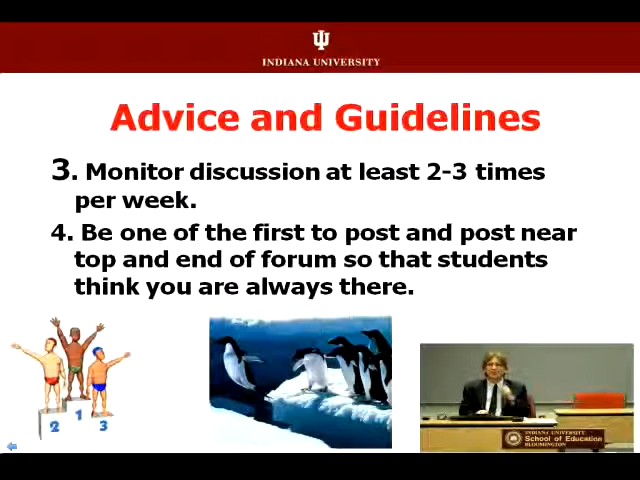 INDIANA UNIVERSITY
Advice and Guidelines
3. Monitor discussion at least 2-3 times
per week.
4. Be one of the first to post and post near
top and end of forum so that students
think you are always there.
2 1 3
INDIANA UNIVERSITY
School of Education
BLOOMINGTON